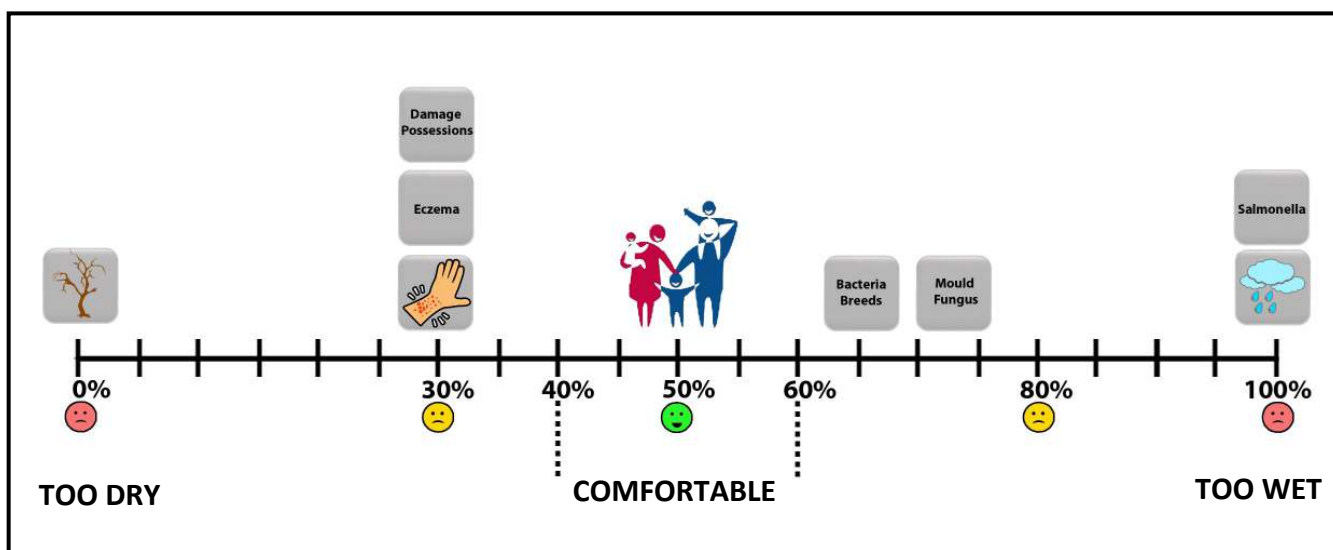 Damage
Possessions
Eczema
Salmonella
Bacteria
Breeds
Mould
Fungus
0%
30%
40%
50%
60%
80%
100%
TOO DRY
COMFORTABLE
TOO WET